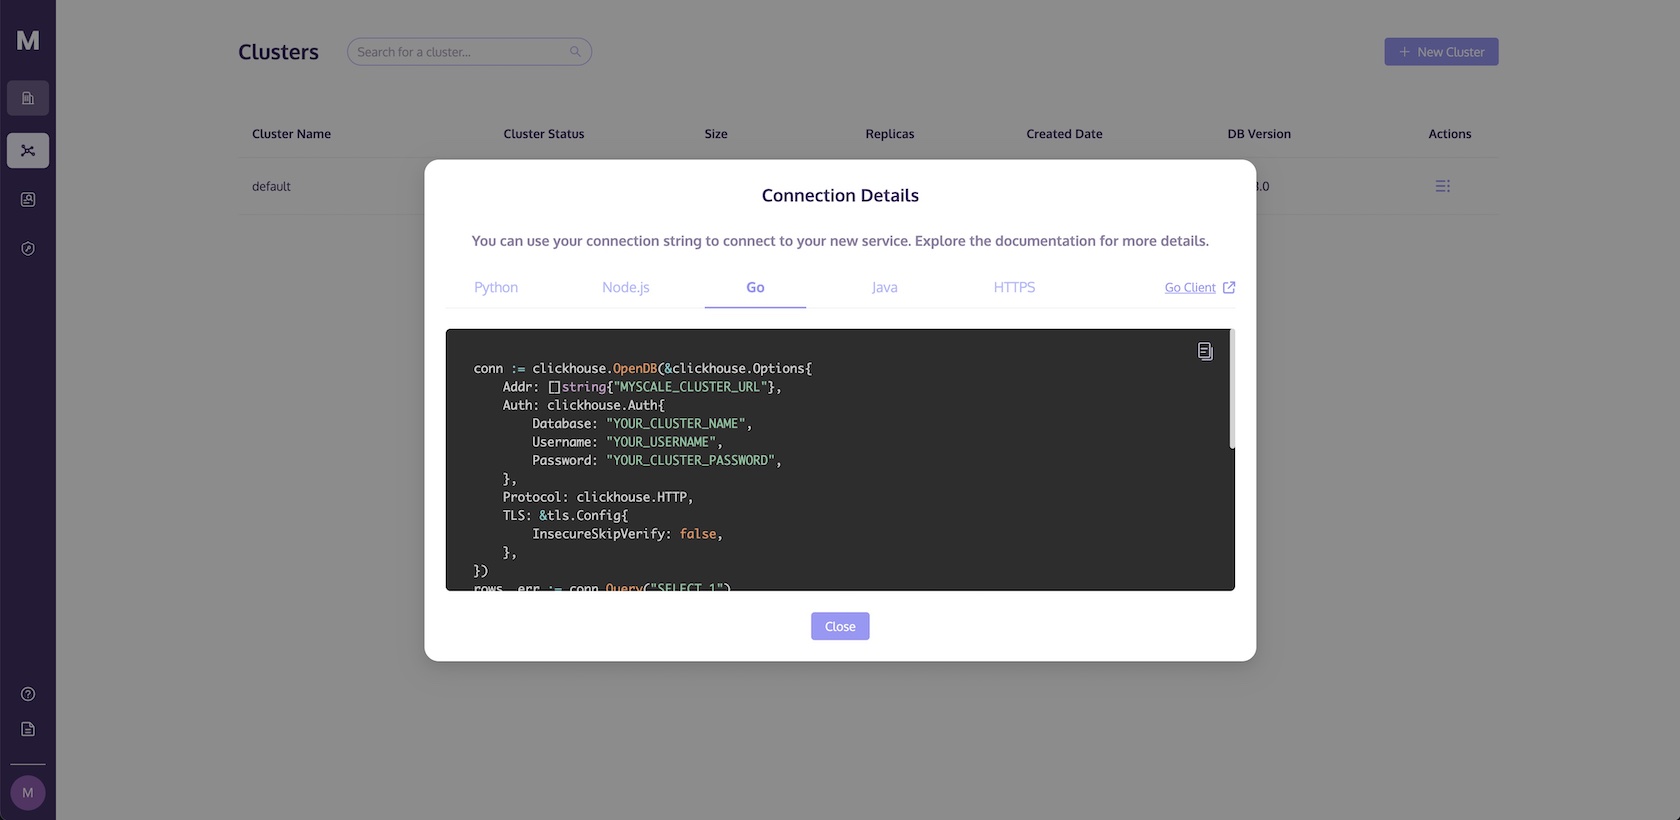 M
Clusters
Search for a cluster...
+ New Cluster
Cluster Name Cluster Status Size Replicas Created Date DB Version Actions
default
.0
Connection Details
You can use your connection string to connect to your new service. Explore the documentation for more details.
Python Node.js Go Java HTTPS Go Client
conn := clickhouse.OpenDB(&clickhouse.Options{
    Addr: []string{"MYSCALE_CLUSTER_URL"},
    Auth: clickhouse.Auth{
        Database: "YOUR_CLUSTER_NAME",
        Username: "YOUR_USERNAME",
        Password: "YOUR_CLUSTER_PASSWORD",
    },
    Protocol: clickhouse.HTTP,
    TLS: &tls.Config{
        InsecureSkipVerify: false,
    },
})
rows, err := conn.Query("SELECT 1")
Close
M